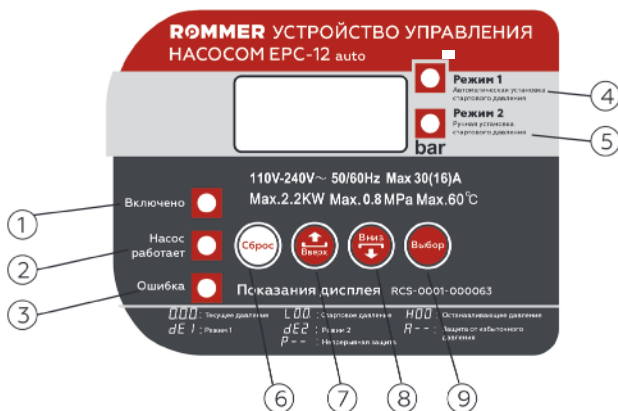 ROMMER УСТРОЙСТВО УПРАВЛЕНИЯ
НАСОСОМ EPC-12 auto
Режим 1
Автоматическая установка
стартового давления
4
Режим 2
Ручная установка
стартового давления
5
bar
110V-240V~ 50/60Hz Max 30(16)A
Max.2.2KW Max. 0.8 MPa Max.60℃
1
Включено
2
Насос
работает
Сброс
Вверх
Вниз
Выбор
3
Ошибка
Показания дисплея RCS-0001-000063
0.0.0.: Текущее давление L00.: Стартовое давление H00: Останавливающее давление
dE1: Режим 1 dE2: Режим 2 A--: Защита от избыточного
давления
P-- : Непрерывная защита
6
7
8
9